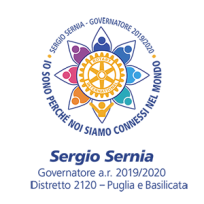 SERGIO SERNIA - GOVERNATORE 2019/2020
IO SONO PERCHÉ NOI SIAMO CONNESSI NEL MONDO
Sergio Sernia
Governatore a.r. 2019/2020
Distretto 2120 – Puglia e Basilicata